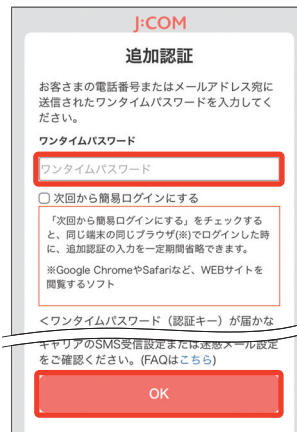 J:COM
追加認証
お客さまの電話番号またはメールアドレス宛に
送信されたワンタイムパスワードを入力してく
ださい。
ワンタイムパスワード
ワンタイムパスワード
次回から簡易ログインにする
「次回から簡易ログインにする」をチェックする
と、同じ端末の同じブラウザ(※)でログインした時
に、追加認証の入力を一定期間省略できます。
※Google ChromeやSafariなど、WEBサイトを
閲覧するソフト
<ワンタイムパスワード（認証キー）が届かな
キャリアのSMS受信設定または迷惑メール設定
をご確認ください。(FAQはこちら)
OK